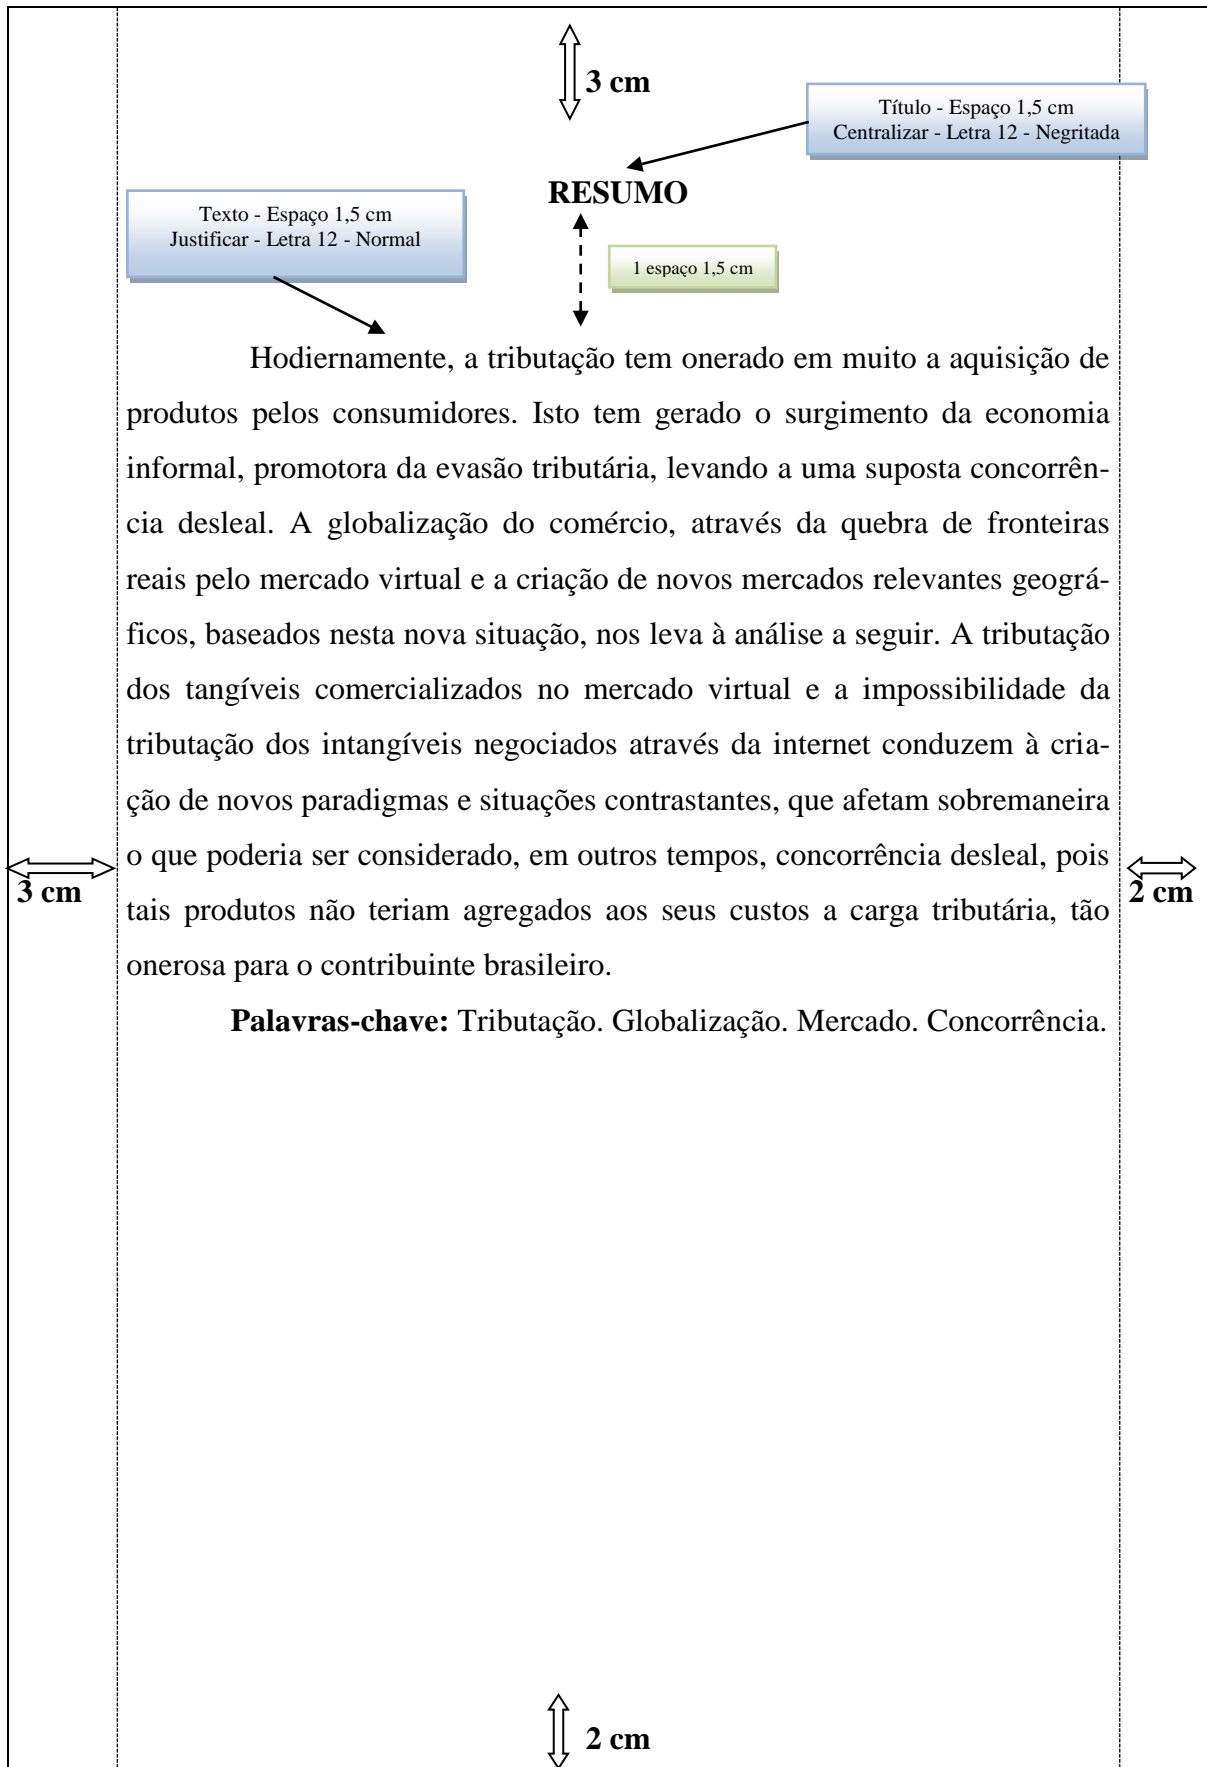 3 cm
Título - Espaço 1,5 cm
Centralizar - Letra 12 - Negritada
RESUMO
Texto - Espaço 1,5 cm
Justificar - Letra 12 - Normal
1 espaço 1,5 cm
Hodiernamente, a tributação tem onerado em muito a aquisição de
produtos pelos consumidores. Isto tem gerado o surgimento da economia
informal, promotora da evasão tributária, levando a uma suposta concorrên-
cia desleal. A globalização do comércio, através da quebra de fronteiras
reais pelo mercado virtual e a criação de novos mercados relevantes geográ-
ficos, baseados nesta nova situação, nos leva à análise a seguir. A tributação
dos tangíveis comercializados no mercado virtual e a impossibilidade da
tributação dos intangíveis negociados através da internet conduzem à cria-
ção de novos paradigmas e situações contrastantes, que afetam sobremaneira
o que poderia ser considerado, em outros tempos, concorrência desleal, pois
tais produtos não teriam agregados aos seus custos a carga tributária, tão
onerosa para o contribuinte brasileiro.
Palavras-chave: Tributação. Globalização. Mercado. Concorrência.
3 cm
2 cm
2 cm